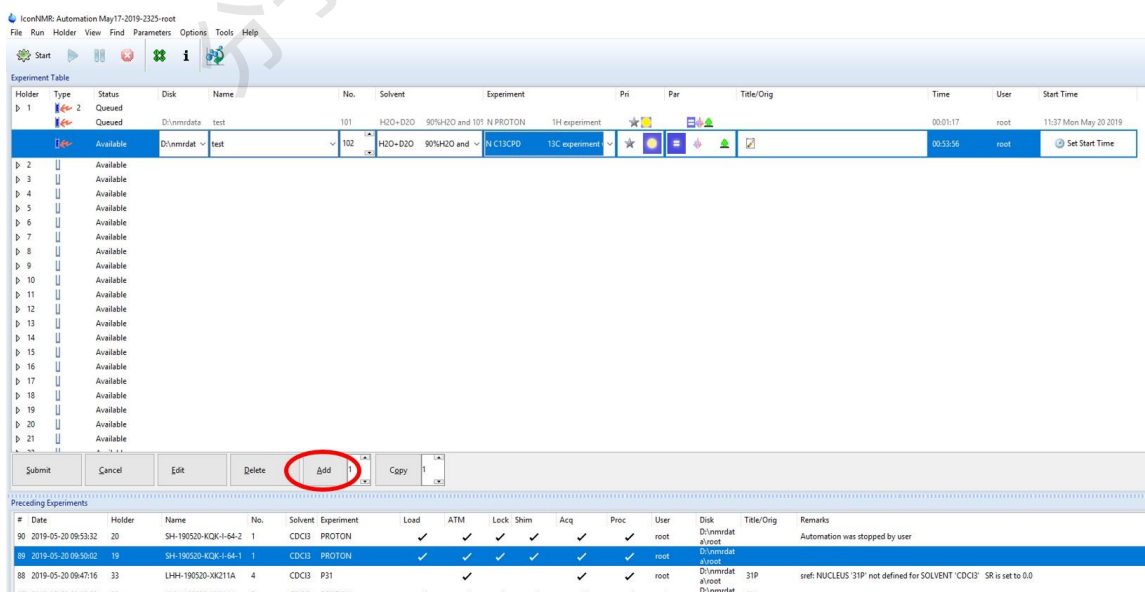 IconNMR: Automation May17-2019-2325-root
File Run Holder View Find Parameters Options Tools Help
Start
Experiment Table
Holder Type Status Disk Name No. Solvent Experiment Pri Par Title/Orig Time User Start Time
1 2 Queued
Queued D:\nmrdata test 101 H2O+D2O 90%H2O and 10% N PROTON 1H experiment 00:01:17 root 11:37 Mon May 20 2019
Available D:\nmrdat test 102 H2O+D2O 90%H2O and N C13CPD 13C experiment 00:53:56 root Set Start Time
2 Available
3 Available
4 Available
5 Available
6 Available
7 Available
8 Available
9 Available
10 Available
11 Available
12 Available
13 Available
14 Available
15 Available
16 Available
17 Available
18 Available
19 Available
20 Available
21 Available
Submit Cancel Edit Delete Add 1 Copy 1
Preceding Experiments
# Date Holder Name No. Solvent Experiment Load ATM Lock Shim Acq Proc User Disk Title/Orig Remarks
90 2019-05-20 09:53:32 20 SH-190520-KQK-I-64-2 1 CDCl3 PROTON root D:\nmrdat a\root Automation was stopped by user
89 2019-05-20 09:50:02 19 SH-190520-KQK-I-64-1 1 CDCl3 PROTON root D:\nmrdat a\root
88 2019-05-20 09:47:16 33 LHH-190520-XK211A 4 CDCl3 P31 root D:\nmrdat a\root 31P sref: NUCLEUS '31P' not defined for SOLVENT 'CDCl3' SR is set to 0.0
D:\nmrdat